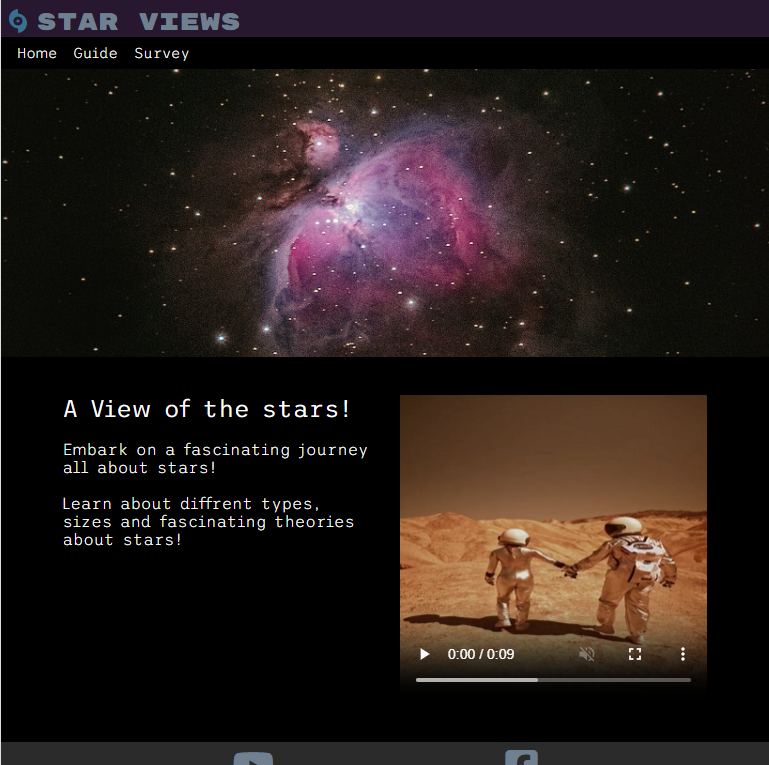 STAR VIEWS
Home Guide Survey
A View of the stars!
Embark on a fascinating journey
all about stars!
Learn about diffrent types,
sizes and fascinating theories
about stars!
0:00 / 0:09